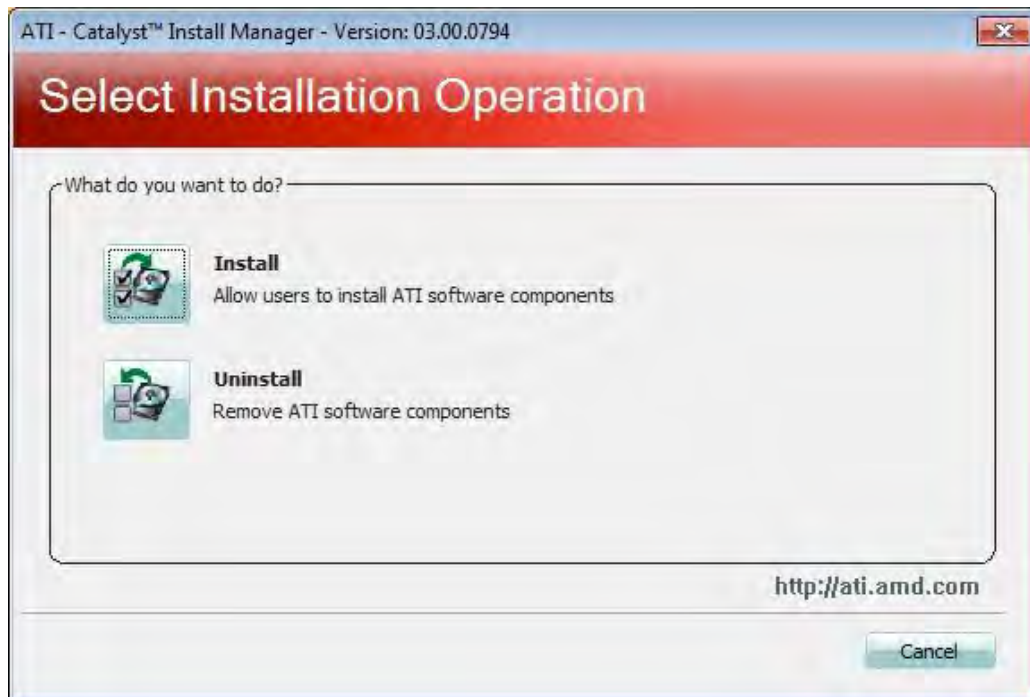 ATI - Catalyst™ Install Manager - Version: 03.00.0794
Select Installation Operation
What do you want to do?
Install
Allow users to install ATI software components
Uninstall
Remove ATI software components
http://ati.amd.com
Cancel